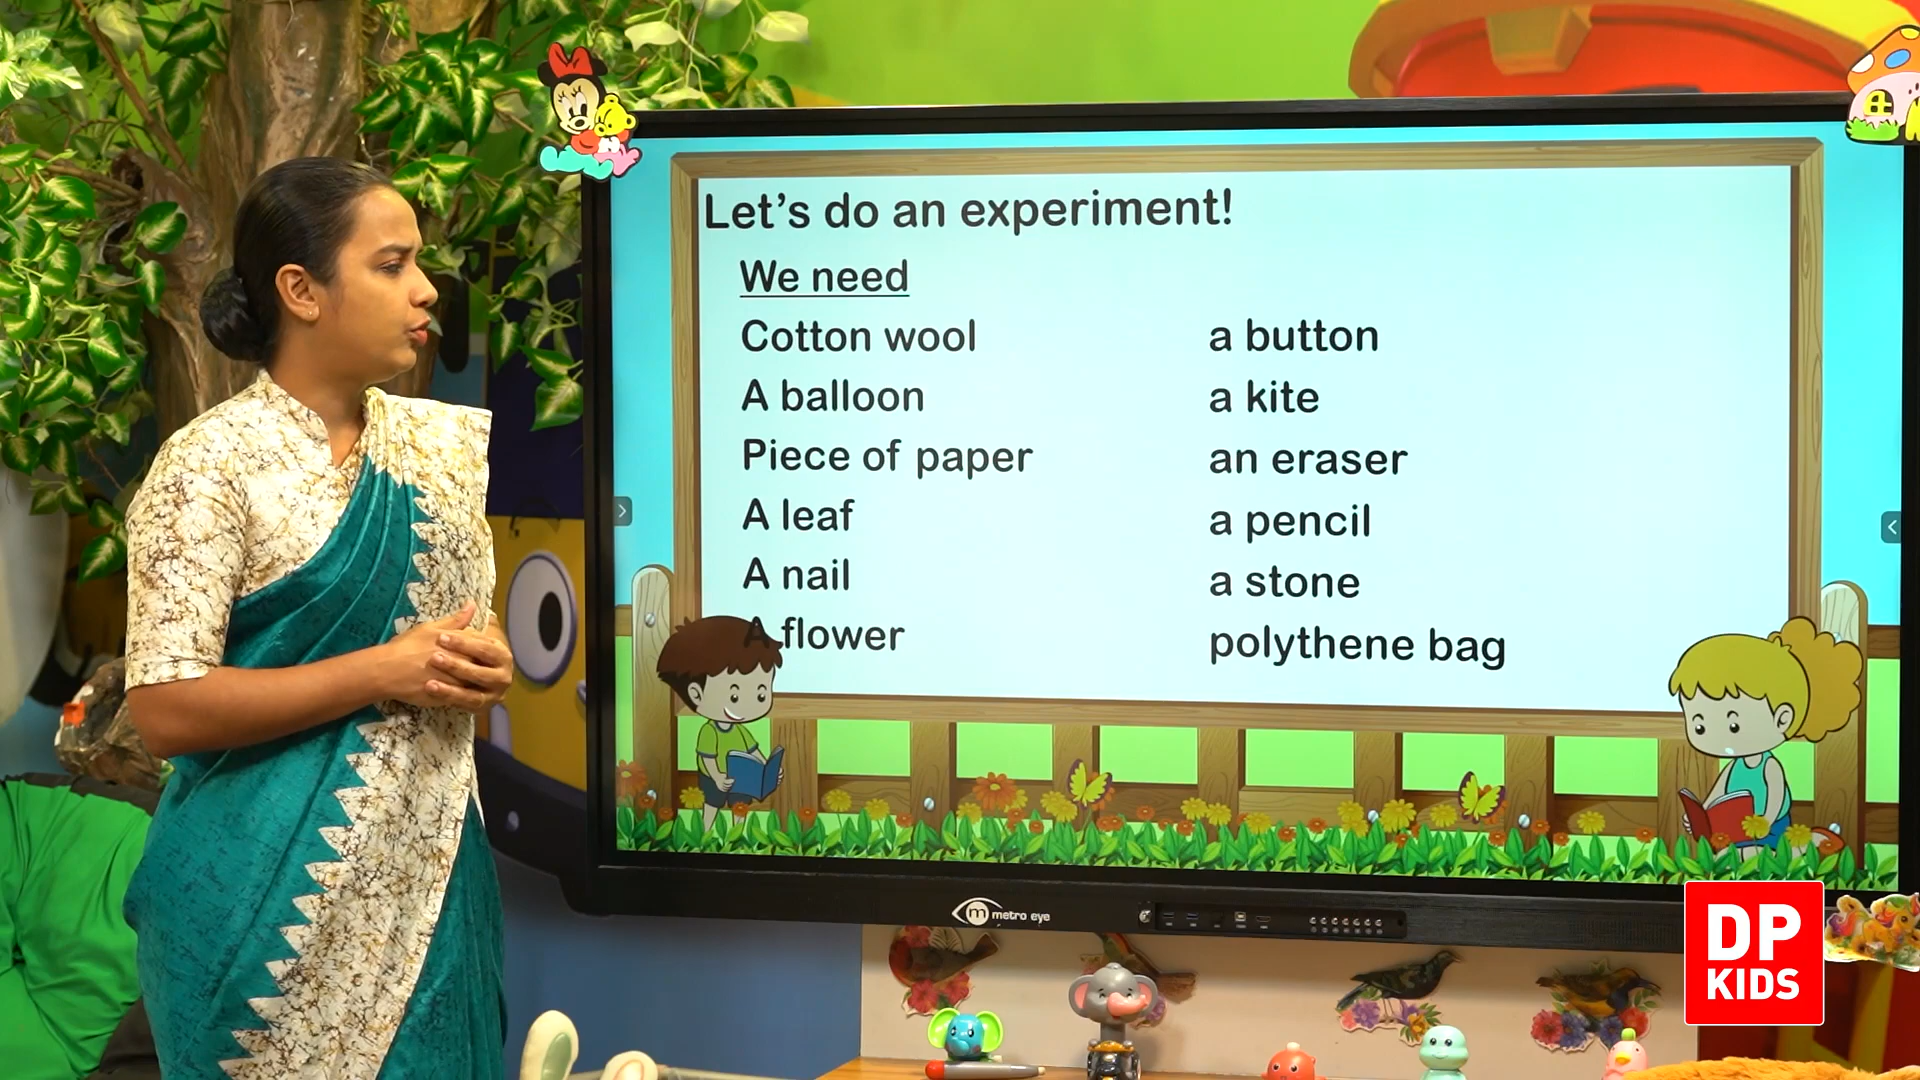 Let's do an experiment!
We need
Cotton wool
A balloon
Piece of paper
A leaf
A nail
A flower
a button
a kite
an eraser
a pencil
a stone
polythene bag
metro eye
DP
KIDS